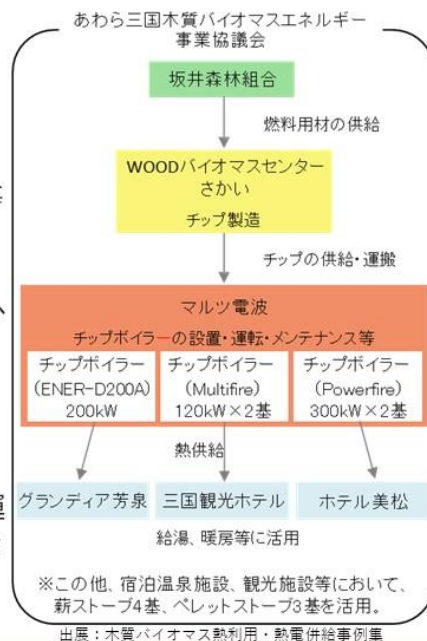 あわら三国木質バイオマスエネルギー
事業協議会
坂井森林組合
燃料用材の供給
WOODバイオマスセンター
さかい
チップ製造
チップの供給・運搬
マルツ電波
チップボイラーの設置・運転・メンテナンス等
チップボイラー
(ENER-D200A)
200kW
チップボイラー
(Multifire)
120kW×2基
チップボイラー
(Powerfire)
300kW×2基
熱供給
グランディア芳泉
三国観光ホテル
ホテル美松
給湯、暖房等に活用
※この他、宿泊温泉施設、観光施設等において、
薪ストーブ4基、ペレットストーブ3基を活用。
出展：木質バイオマス熱利用・熱電供給事例集